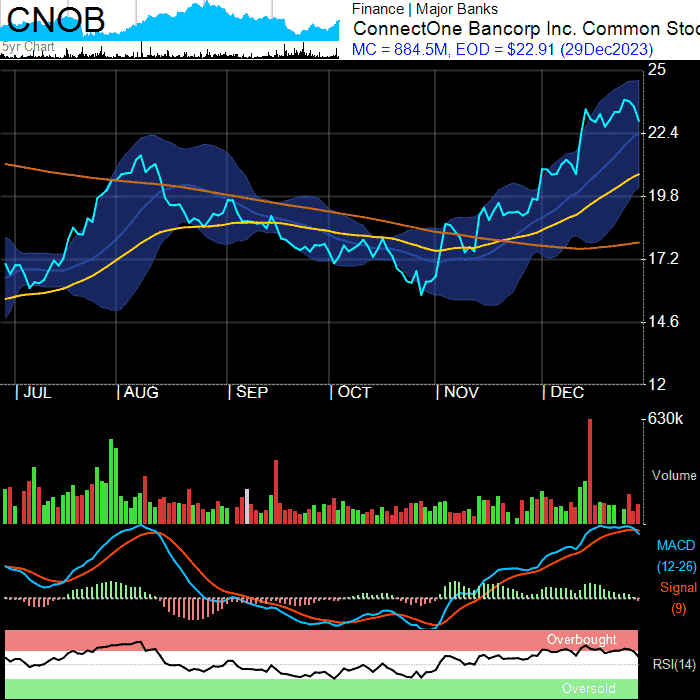 CNOB
5yr Chart
Finance | Major Banks
ConnectOne Bancorp Inc. Common Stoc
MC = 884.5M, EOD = $22.91 (29Dec2023)
25
22.4
19.8
17.2
14.6
12
| JUL | AUG | SEP | OCT | NOV | DEC
630k
Volume
MACD
(12-26)
Signal
(9)
Overbought
RSI(14)
Oversold